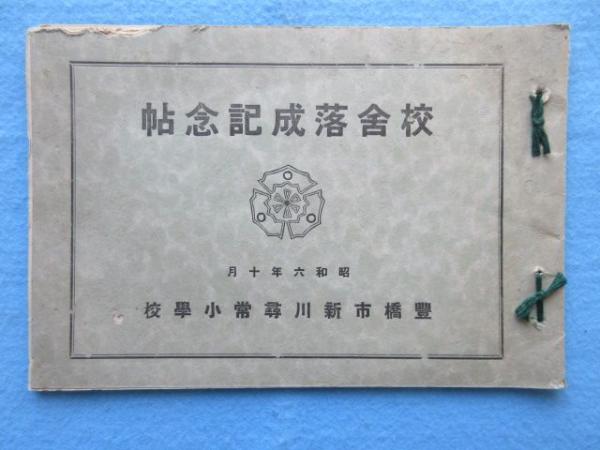 校舍落成記念帖
昭和六年十月
豐橋市新川尋常小學校